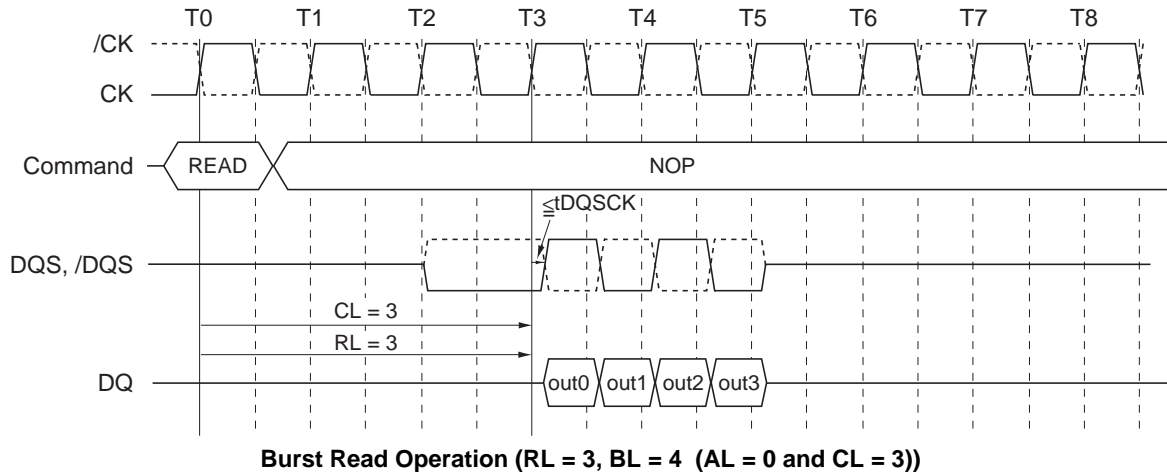 T0 T1 T2 T3 T4 T5 T6 T7 T8
/CK
CK
Command READ NOP
≦tDQSCK
DQS, /DQS
CL = 3
RL = 3
DQ out0 out1 out2 out3
Burst Read Operation (RL = 3, BL = 4 (AL = 0 and CL = 3))